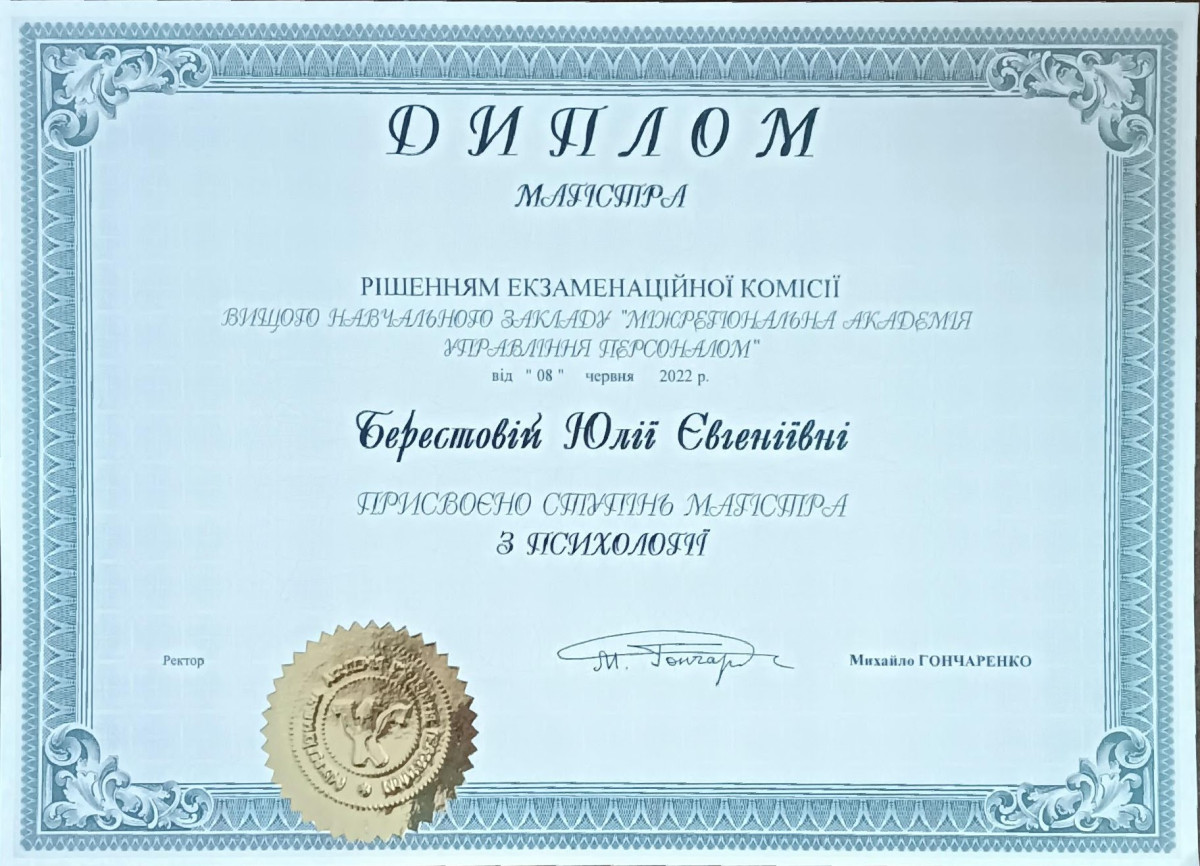 ДИПЛОМ
МАГІСТРА
РІШЕННЯМ ЕКЗАМЕНАЦІЙНОЇ КОМІСІЇ
ВИЩОГО НАВЧАЛЬНОГО ЗАКЛАДУ "МІЖРЕГІОНАЛЬНА АКАДЕМІЯ
УПРАВЛІННЯ ПЕРСОНАЛОМ"
від "08" червня 2022 р.
Берестовій Юлії Євгеніївні
ПРИСВОЄНО СТУПІНЬ МАГІСТРА
З ПСИХОЛОГІЇ
Ректор
М. Гончар
Михайло ГОНЧАРЕНКО